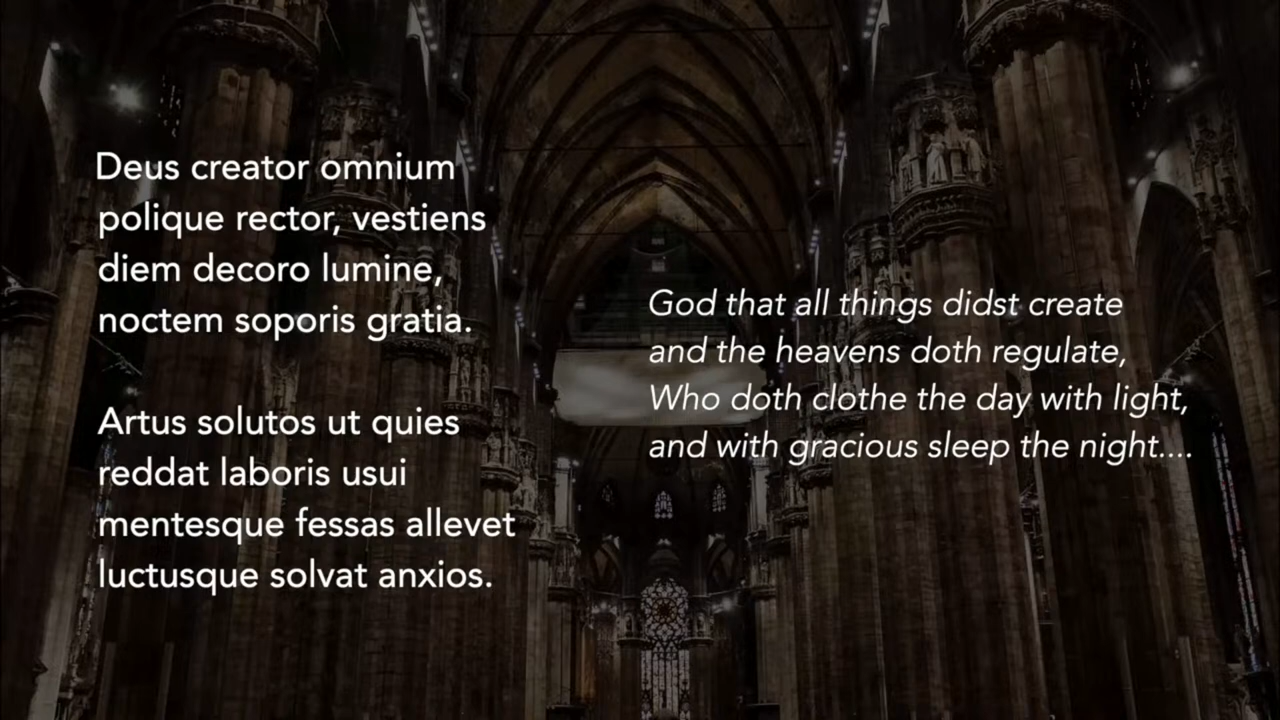 Deus creator omnium
polique rector, vestiens
diem decoro lumine,
noctem soporis gratia.
Artus solutos ut quies
reddat laboris usui
mentesque fessas allevet
luctusque solvat anxios.
God that all things didst create
and the heavens doth regulate,
Who doth clothe the day with light,
and with gracious sleep the night....